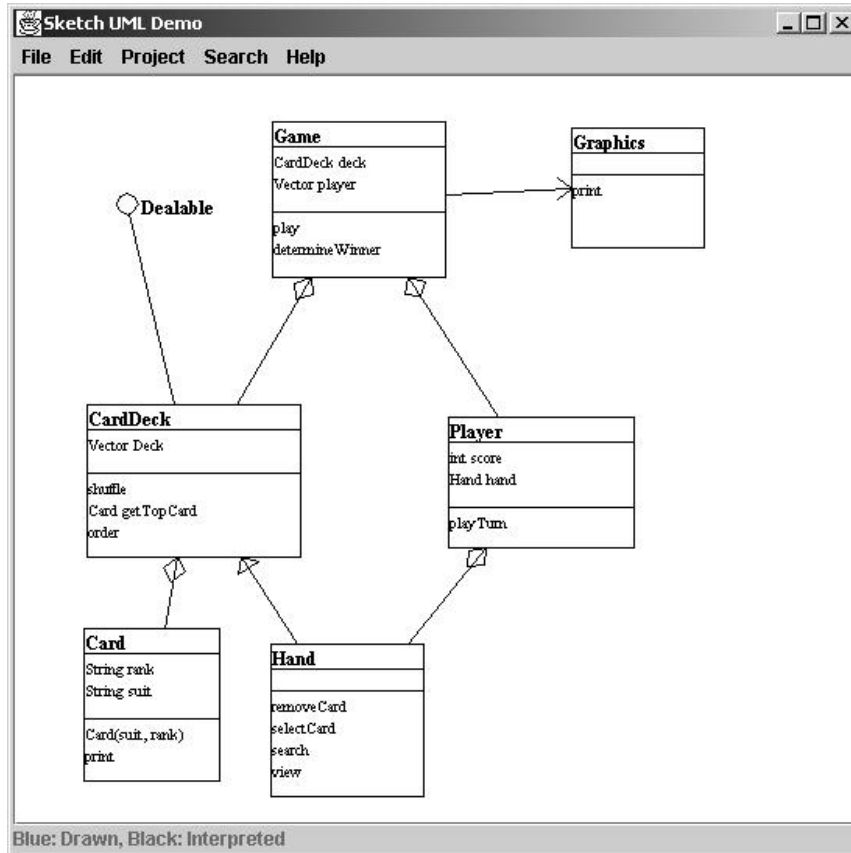 Sketch UML Demo
File Edit Project Search Help
Game
CardDeck deck
Vector player
play
determineWinner
Graphics
print
Dealable
CardDeck
Vector Deck
shuffle
Card getTopCard
order
Player
int score
Hand hand
playTurn
Card
String rank
String suit
Card(suit, rank)
print
Hand
removeCard
selectCard
search
view
Blue: Drawn, Black: Interpreted